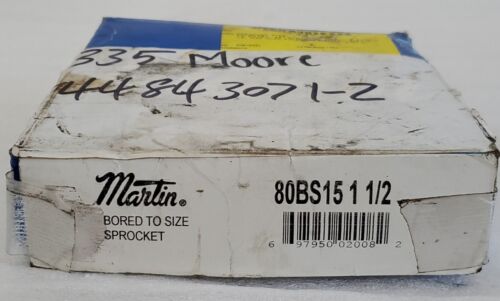 335 Moore
44843071-2
Martin®
BORED TO SIZE
SPROCKET
80BS15 1 1/2
6 97950 02008 2